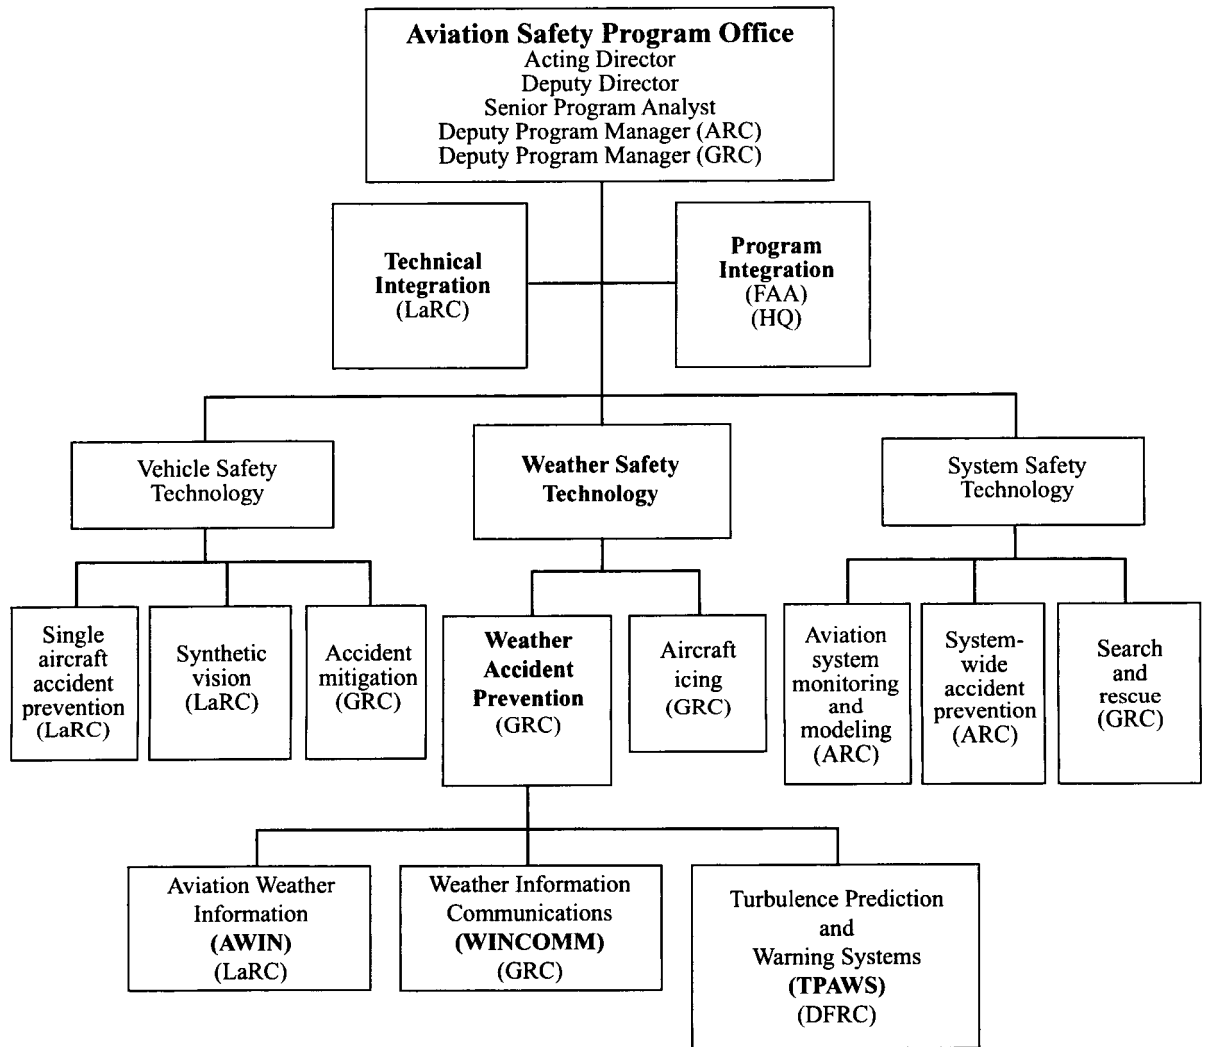 Aviation Safety Program Office
Acting Director
Deputy Director
Senior Program Analyst
Deputy Program Manager (ARC)
Deputy Program Manager (GRC)
Technical
Integration
(LaRC)
Program
Integration
(FAA)
(HQ)
Vehicle Safety
Technology
Weather Safety
Technology
System Safety
Technology
Single
aircraft
accident
prevention
(LaRC)
Synthetic
vision
(LaRC)
Accident
mitigation
(GRC)
Weather
Accident
Prevention
(GRC)
Aircraft
icing
(GRC)
Aviation
system
monitoring
and
modeling
(ARC)
System-
wide
accident
prevention
(ARC)
Search
and
rescue
(GRC)
Aviation Weather
Information
(AWIN)
(LaRC)
Weather Information
Communications
(WINCOMM)
(GRC)
Turbulence Prediction
and
Warning Systems
(TPAWS)
(DFRC)